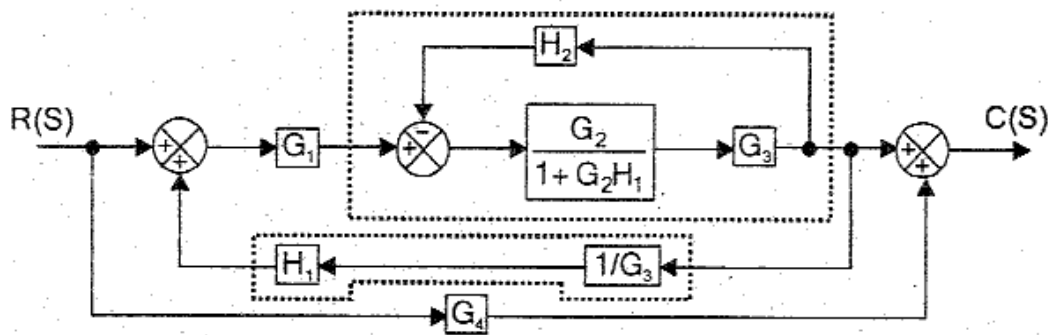 H₂
R(S)
C(S)
+
+
G₁
+
−
G₂
1 + G₂H₁
G₃
+
+
H₁
1/G₃
G₄